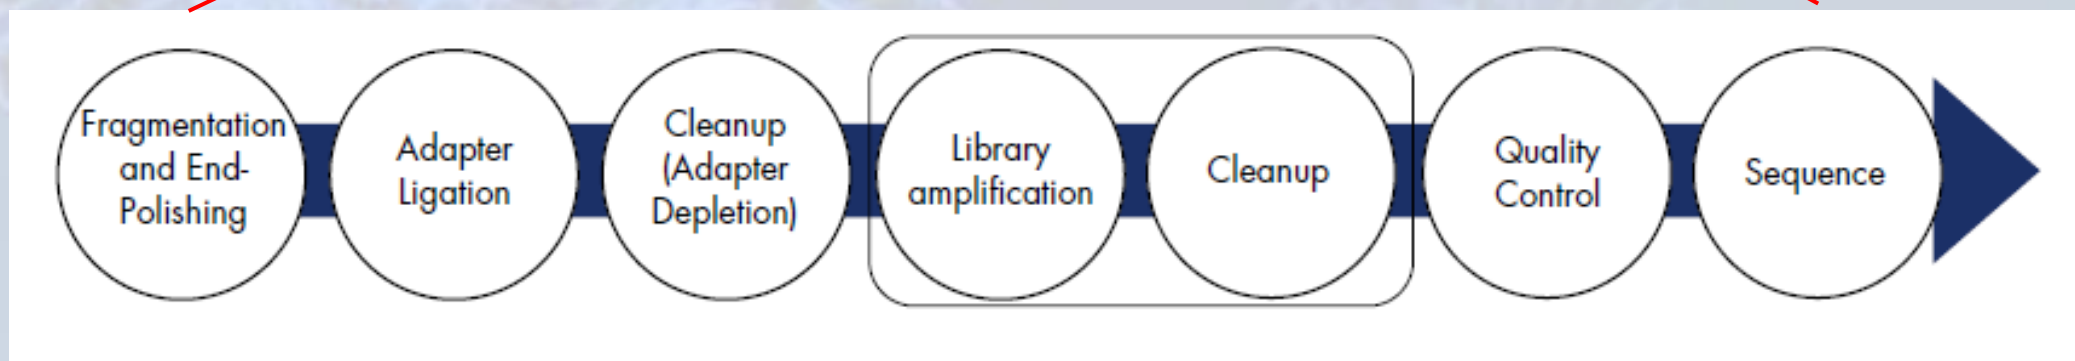 Fragmentation
and End-
Polishing
Adapter
Ligation
Cleanup
(Adapter
Depletion)
Library
amplification
Cleanup
Quality
Control
Sequence